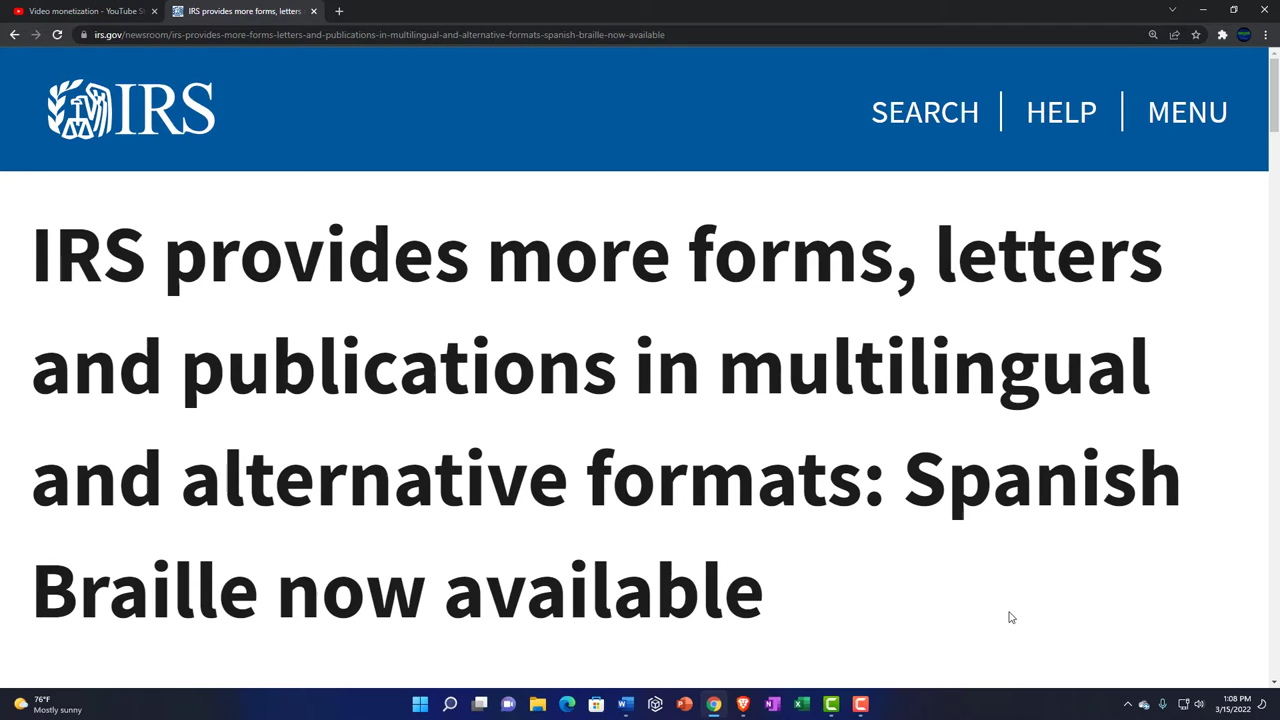 Video monetization - YouTube S
IRS provides more forms, letters
irs.gov/newsroom/irs-provides-more-forms-letters-and-publications-in-multilingual-and-alternative-formats-spanish-braille-now-available
IRS
SEARCH
HELP
MENU
IRS provides more forms, letters
and publications in multilingual
and alternative formats: Spanish
Braille now available
76°F
Mostly sunny
1:08 PM
3/15/2022